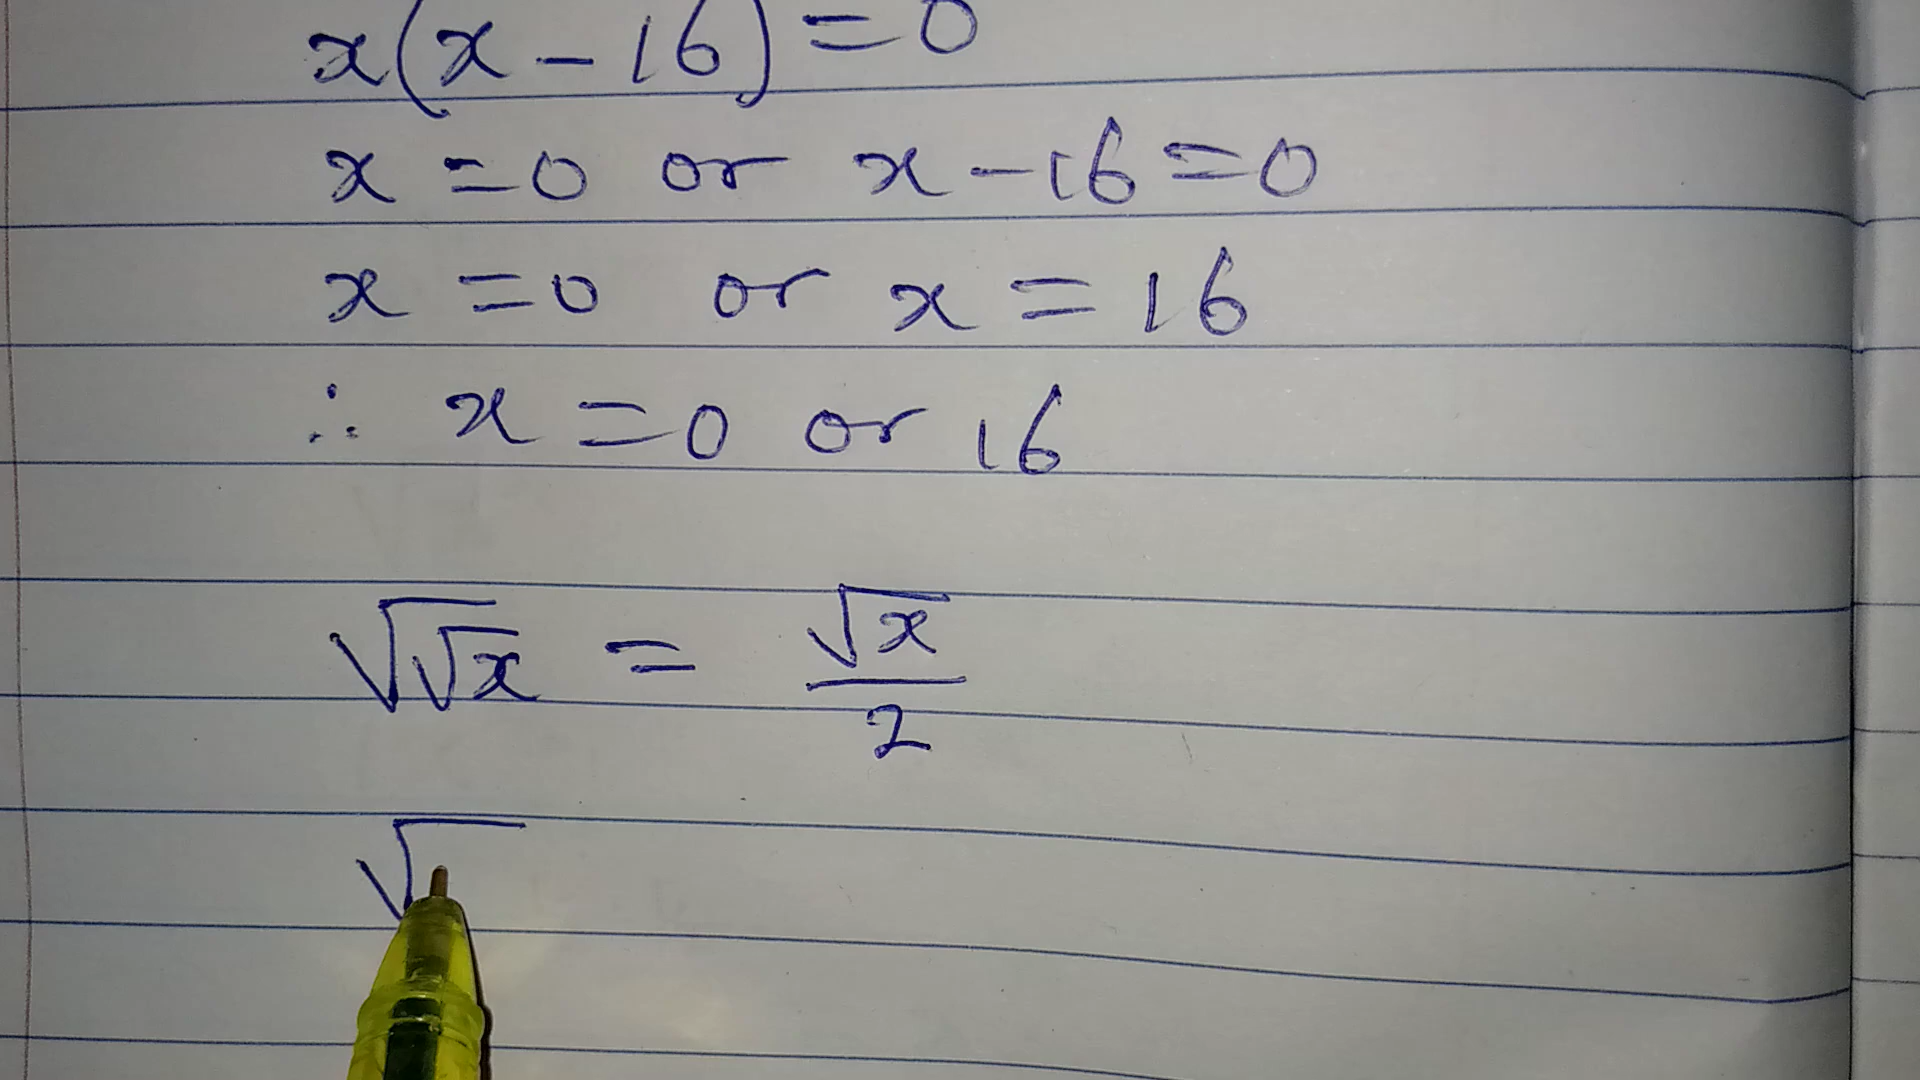 x(x-16)=0
x=0 or x-16=0
x=0 or x=16
∴ x=0 or 16
√√x = √x/2
√